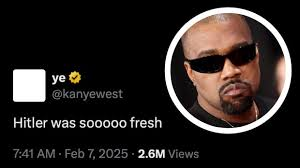 ye
@kanyewest
Hitler was sooooo fresh
7:41 AM · Feb 7, 2025 · 2.6M Views